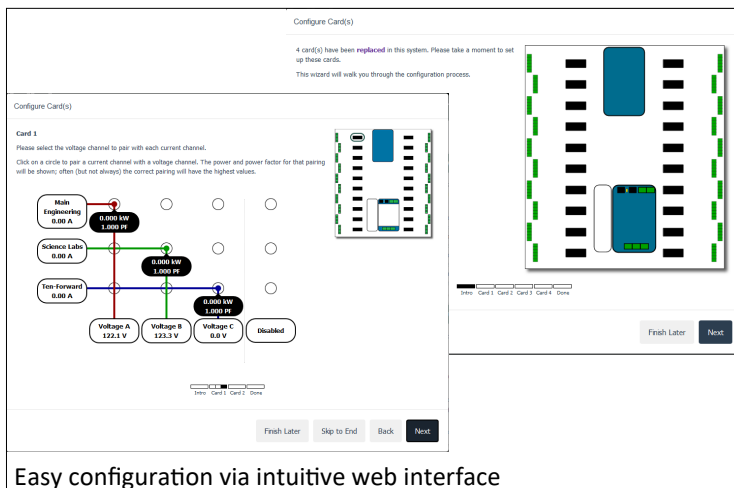 Configure Card(s)
4 card(s) have been replaced in this system. Please take a moment to set
up these cards.
This wizard will walk you through the configuration process.
Intro Card 1 Card 2 Card 3 Card 4 Done
Finish Later Next
Configure Card(s)
Card 1
Please select the voltage channel to pair with each current channel.
Click on a circle to pair a current channel with a voltage channel. The power and power factor for that pairing
will be shown; often (but not always) the correct pairing will have the highest values.
Main
Engineering
0.00 A
0.000 kW
1.000 PF
Science Labs
0.00 A
0.000 kW
1.000 PF
Ten-Forward
0.00 A
0.000 kW
1.000 PF
Voltage A
122.1 V
Voltage B
123.3 V
Voltage C
0.0 V
Disabled
Intro Card 1 Card 2 Done
Finish Later Skip to End Back Next
Easy configuration via intuitive web interface